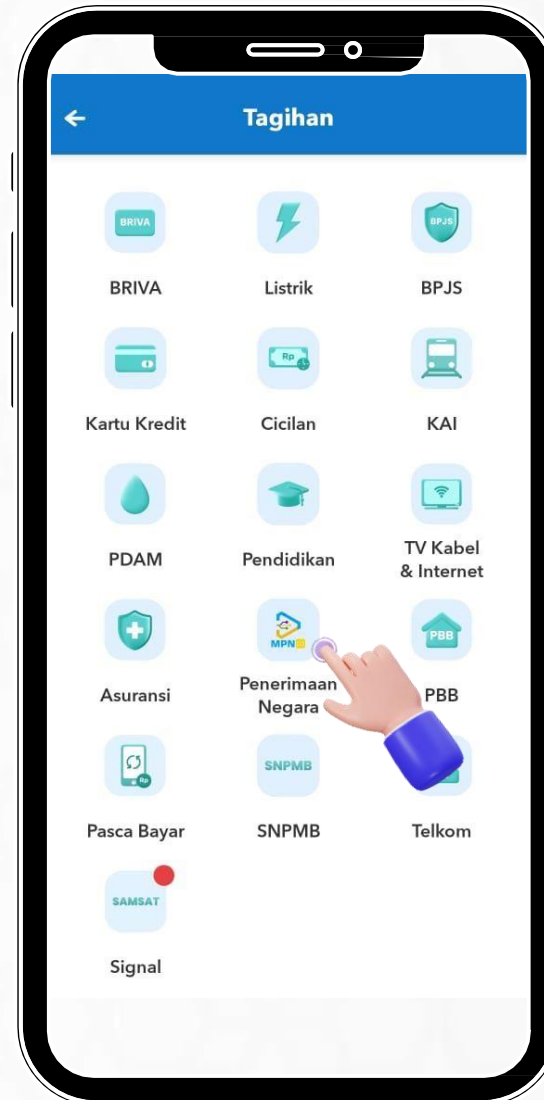 Tagihan
BRIVA
BPJS
BRIVA
Listrik
BPJS
Rp
Kartu Kredit
Cicilan
KAI
PDAM
Pendidikan
TV Kabel
& Internet
MPN
PBB
Asuransi
Penerimaan
Negara
PBB
Rp
SNPMB
Pasca Bayar
SNPMB
Telkom
SAMSAT
Signal